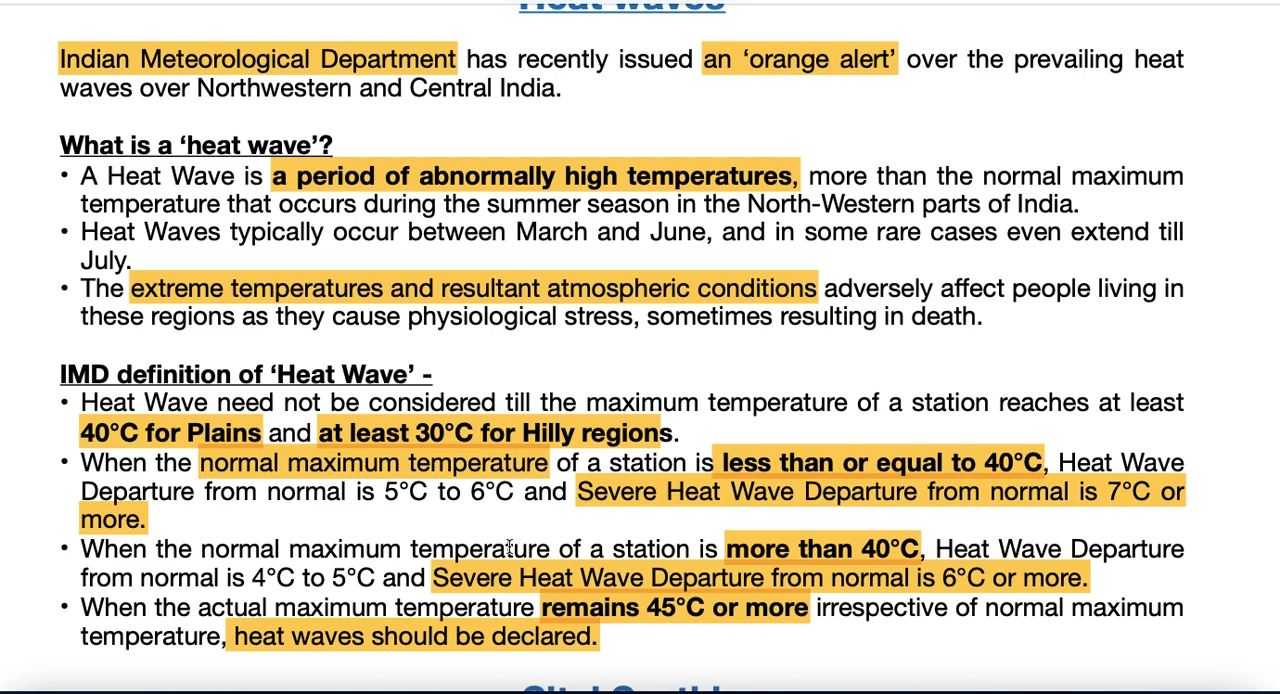 Heat waves
Indian Meteorological Department has recently issued an ‘orange alert’ over the prevailing heat
waves over Northwestern and Central India.
What is a ‘heat wave’?
• A Heat Wave is a period of abnormally high temperatures, more than the normal maximum
temperature that occurs during the summer season in the North-Western parts of India.
• Heat Waves typically occur between March and June, and in some rare cases even extend till
July.
• The extreme temperatures and resultant atmospheric conditions adversely affect people living in
these regions as they cause physiological stress, sometimes resulting in death.
IMD definition of ‘Heat Wave’ -
• Heat Wave need not be considered till the maximum temperature of a station reaches at least
40°C for Plains and at least 30°C for Hilly regions.
• When the normal maximum temperature of a station is less than or equal to 40°C, Heat Wave
Departure from normal is 5°C to 6°C and Severe Heat Wave Departure from normal is 7°C or
more.
• When the normal maximum temperature of a station is more than 40°C, Heat Wave Departure
from normal is 4°C to 5°C and Severe Heat Wave Departure from normal is 6°C or more.
• When the actual maximum temperature remains 45°C or more irrespective of normal maximum
temperature, heat waves should be declared.